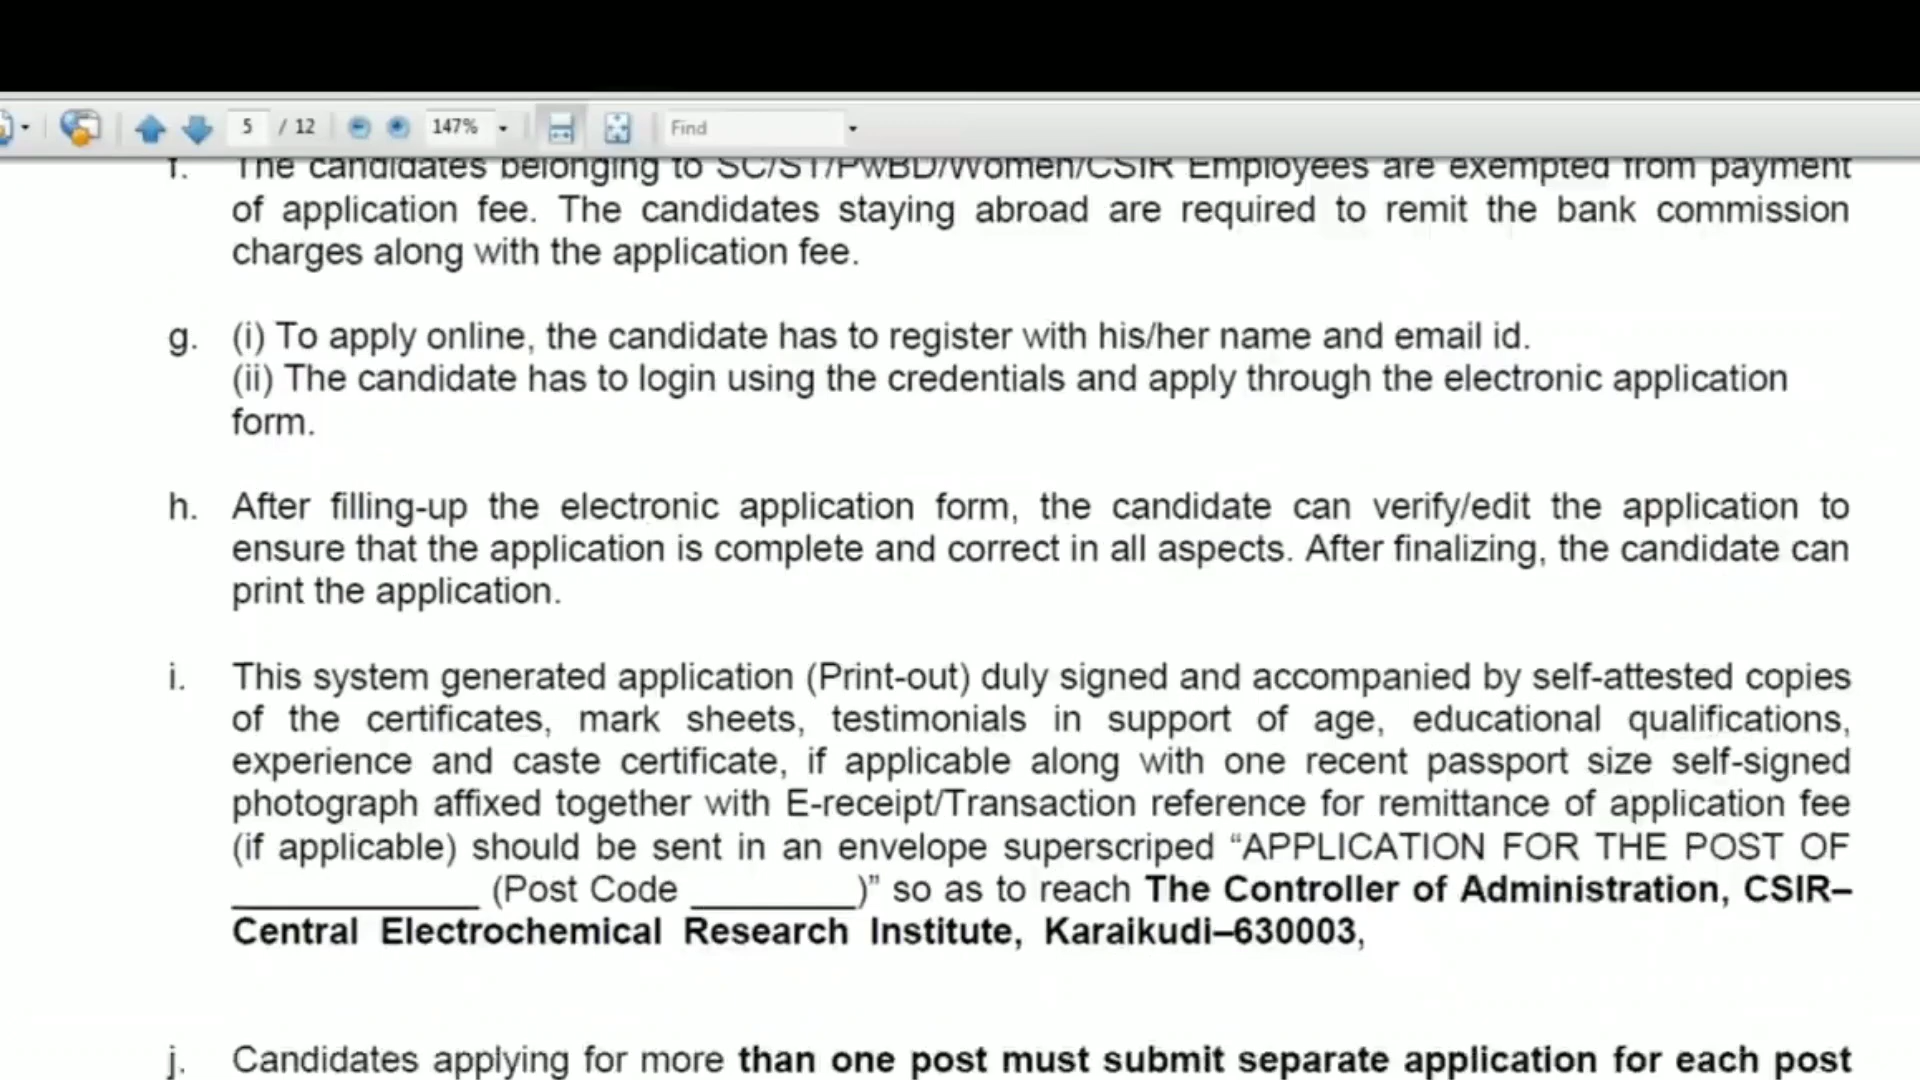 5 / 12 147% Find
f. The candidates belonging to SC/ST/PwBD/Women/CSIR Employees are exempted from payment
of application fee. The candidates staying abroad are required to remit the bank commission
charges along with the application fee.
g. (i) To apply online, the candidate has to register with his/her name and email id.
(ii) The candidate has to login using the credentials and apply through the electronic application
form.
h. After filling-up the electronic application form, the candidate can verify/edit the application to
ensure that the application is complete and correct in all aspects. After finalizing, the candidate can
print the application.
i. This system generated application (Print-out) duly signed and accompanied by self-attested copies
of the certificates, mark sheets, testimonials in support of age, educational qualifications,
experience and caste certificate, if applicable along with one recent passport size self-signed
photograph affixed together with E-receipt/Transaction reference for remittance of application fee
(if applicable) should be sent in an envelope superscriped “APPLICATION FOR THE POST OF
_____________ (Post Code _________)” so as to reach The Controller of Administration, CSIR–
Central Electrochemical Research Institute, Karaikudi–630003,
j. Candidates applying for more than one post must submit separate application for each post